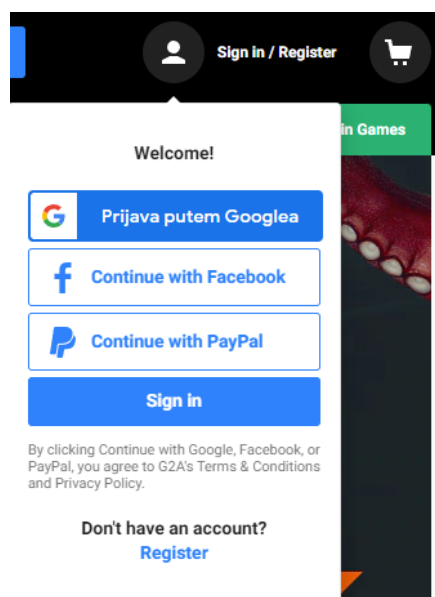 Sign in / Register
in Games
Welcome!
Prijava putem Googlea
Continue with Facebook
Continue with PayPal
Sign in
By clicking Continue with Google, Facebook, or
PayPal, you agree to G2A's Terms & Conditions
and Privacy Policy.
Don't have an account?
Register